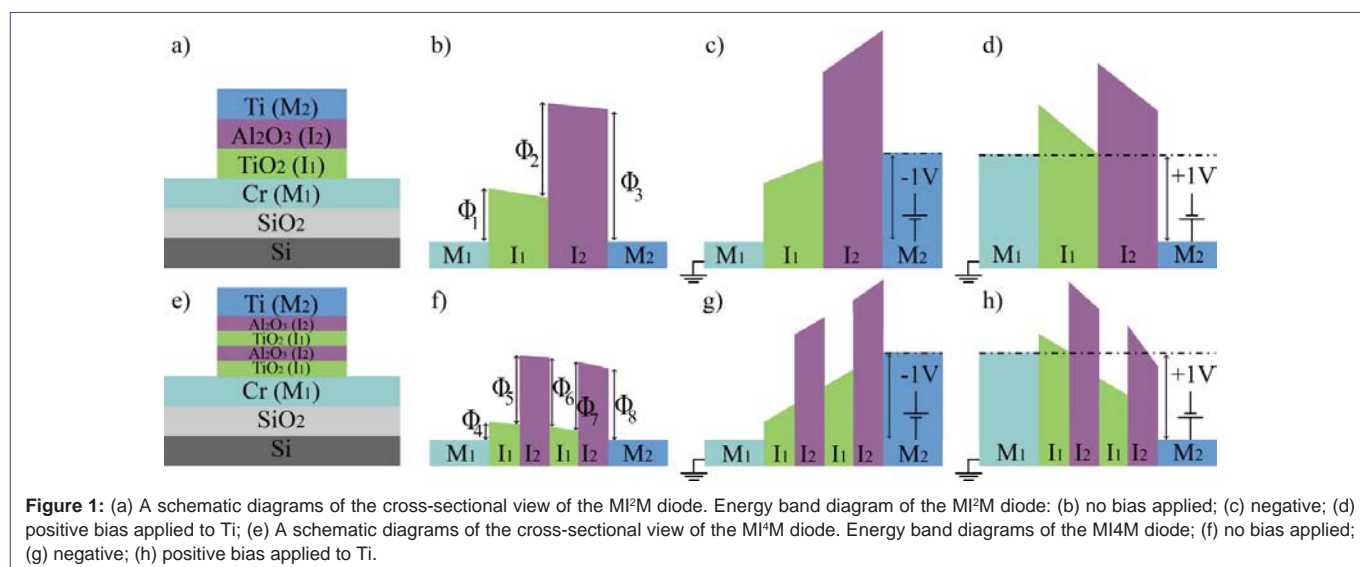 a)
Ti (M₂)
Al₂O₃ (I₂)
TiO₂ (I₁)
Cr (M₁)
SiO₂
Si
b)
Φ₁
Φ₂
Φ₃
M₁ I₁ I₂ M₂
c)
-1V
M₁ I₁ I₂ M₂
d)
+1V
M₁ I₁ I₂ M₂
e)
Ti (M₂)
Al₂O₃ (I₂)
TiO₂ (I₁)
Al₂O₃ (I₂)
TiO₂ (I₁)
Cr (M₁)
SiO₂
Si
f)
Φ₄
Φ₅
Φ₆
Φ₇
Φ₈
M₁ I₁ I₂ I₁ I₂ M₂
g)
-1V
M₁ I₁ I₂ I₁ I₂ M₂
h)
+1V
M₁ I₁ I₂ I₁ I₂ M₂
Figure 1: (a) A schematic diagrams of the cross-sectional view of the MI²M diode. Energy band diagram of the MI²M diode: (b) no bias applied; (c) negative; (d)
positive bias applied to Ti; (e) A schematic diagrams of the cross-sectional view of the MI⁴M diode. Energy band diagrams of the MI4M diode; (f) no bias applied;
(g) negative; (h) positive bias applied to Ti.